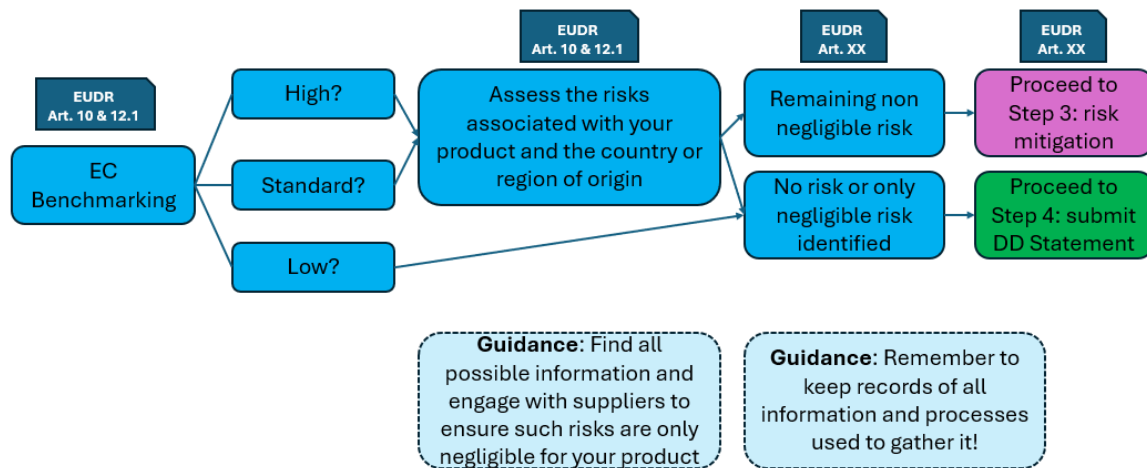 EUDR
Art. 10 & 12.1
EC
Benchmarking
High?
Standard?
Low?
EUDR
Art. 10 & 12.1
Assess the risks
associated with your
product and the country or
region of origin
EUDR
Art. XX
Remaining non
negligible risk
No risk or only
negligible risk
identified
EUDR
Art. XX
Proceed to
Step 3: risk
mitigation
Proceed to
Step 4: submit
DD Statement
Guidance: Find all
possible information and
engage with suppliers to
ensure such risks are only
negligible for your product
Guidance: Remember to
keep records of all
information and processes
used to gather it!